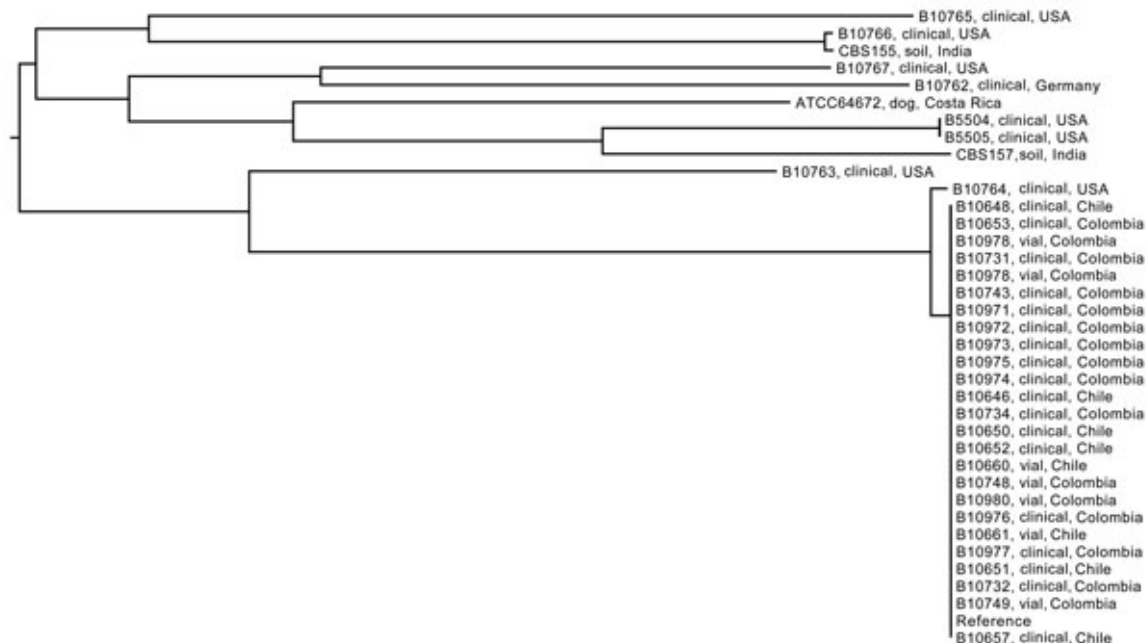 B10765, clinical, USA
B10766, clinical, USA
CBS155, soil, India
B10767, clinical, USA
B10762, clinical, Germany
ATCC64672, dog, Costa Rica
B5504, clinical, USA
B5505, clinical, USA
CBS157,soil, India
B10763, clinical, USA
B10764, clinical, USA
B10648, clinical, Chile
B10653, clinical, Colombia
B10978, vial, Colombia
B10731, clinical, Colombia
B10978, vial, Colombia
B10743, clinical, Colombia
B10971, clinical, Colombia
B10972, clinical, Colombia
B10973, clinical, Colombia
B10975, clinical, Colombia
B10974, clinical, Colombia
B10646, clinical, Chile
B10734, clinical, Colombia
B10650, clinical, Chile
B10652, clinical, Chile
B10660, vial, Chile
B10748, vial, Colombia
B10980, vial, Colombia
B10976, clinical, Colombia
B10661, vial, Chile
B10977, clinical, Colombia
B10651, clinical, Chile
B10732, clinical, Colombia
B10749, vial, Colombia
Reference
B10657, clinical, Chile